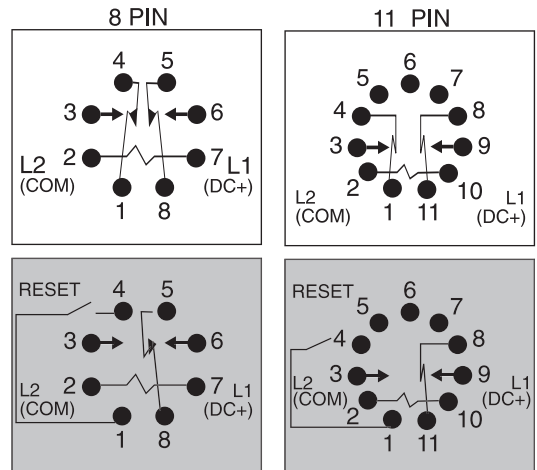 8 PIN
4 5
3 6
2 7
L2 L1
(COM) (DC+)
1 8
11 PIN
6
5 7
4 8
3 9
2 10
L2 L1
(COM) (DC+)
1 11
RESET 4 5
3 6
2 7
L2 L1
(COM) (DC+)
1 8
RESET 6
5 7
4 8
3 9
L2 L1
(COM) (DC+)
2 10
1 11